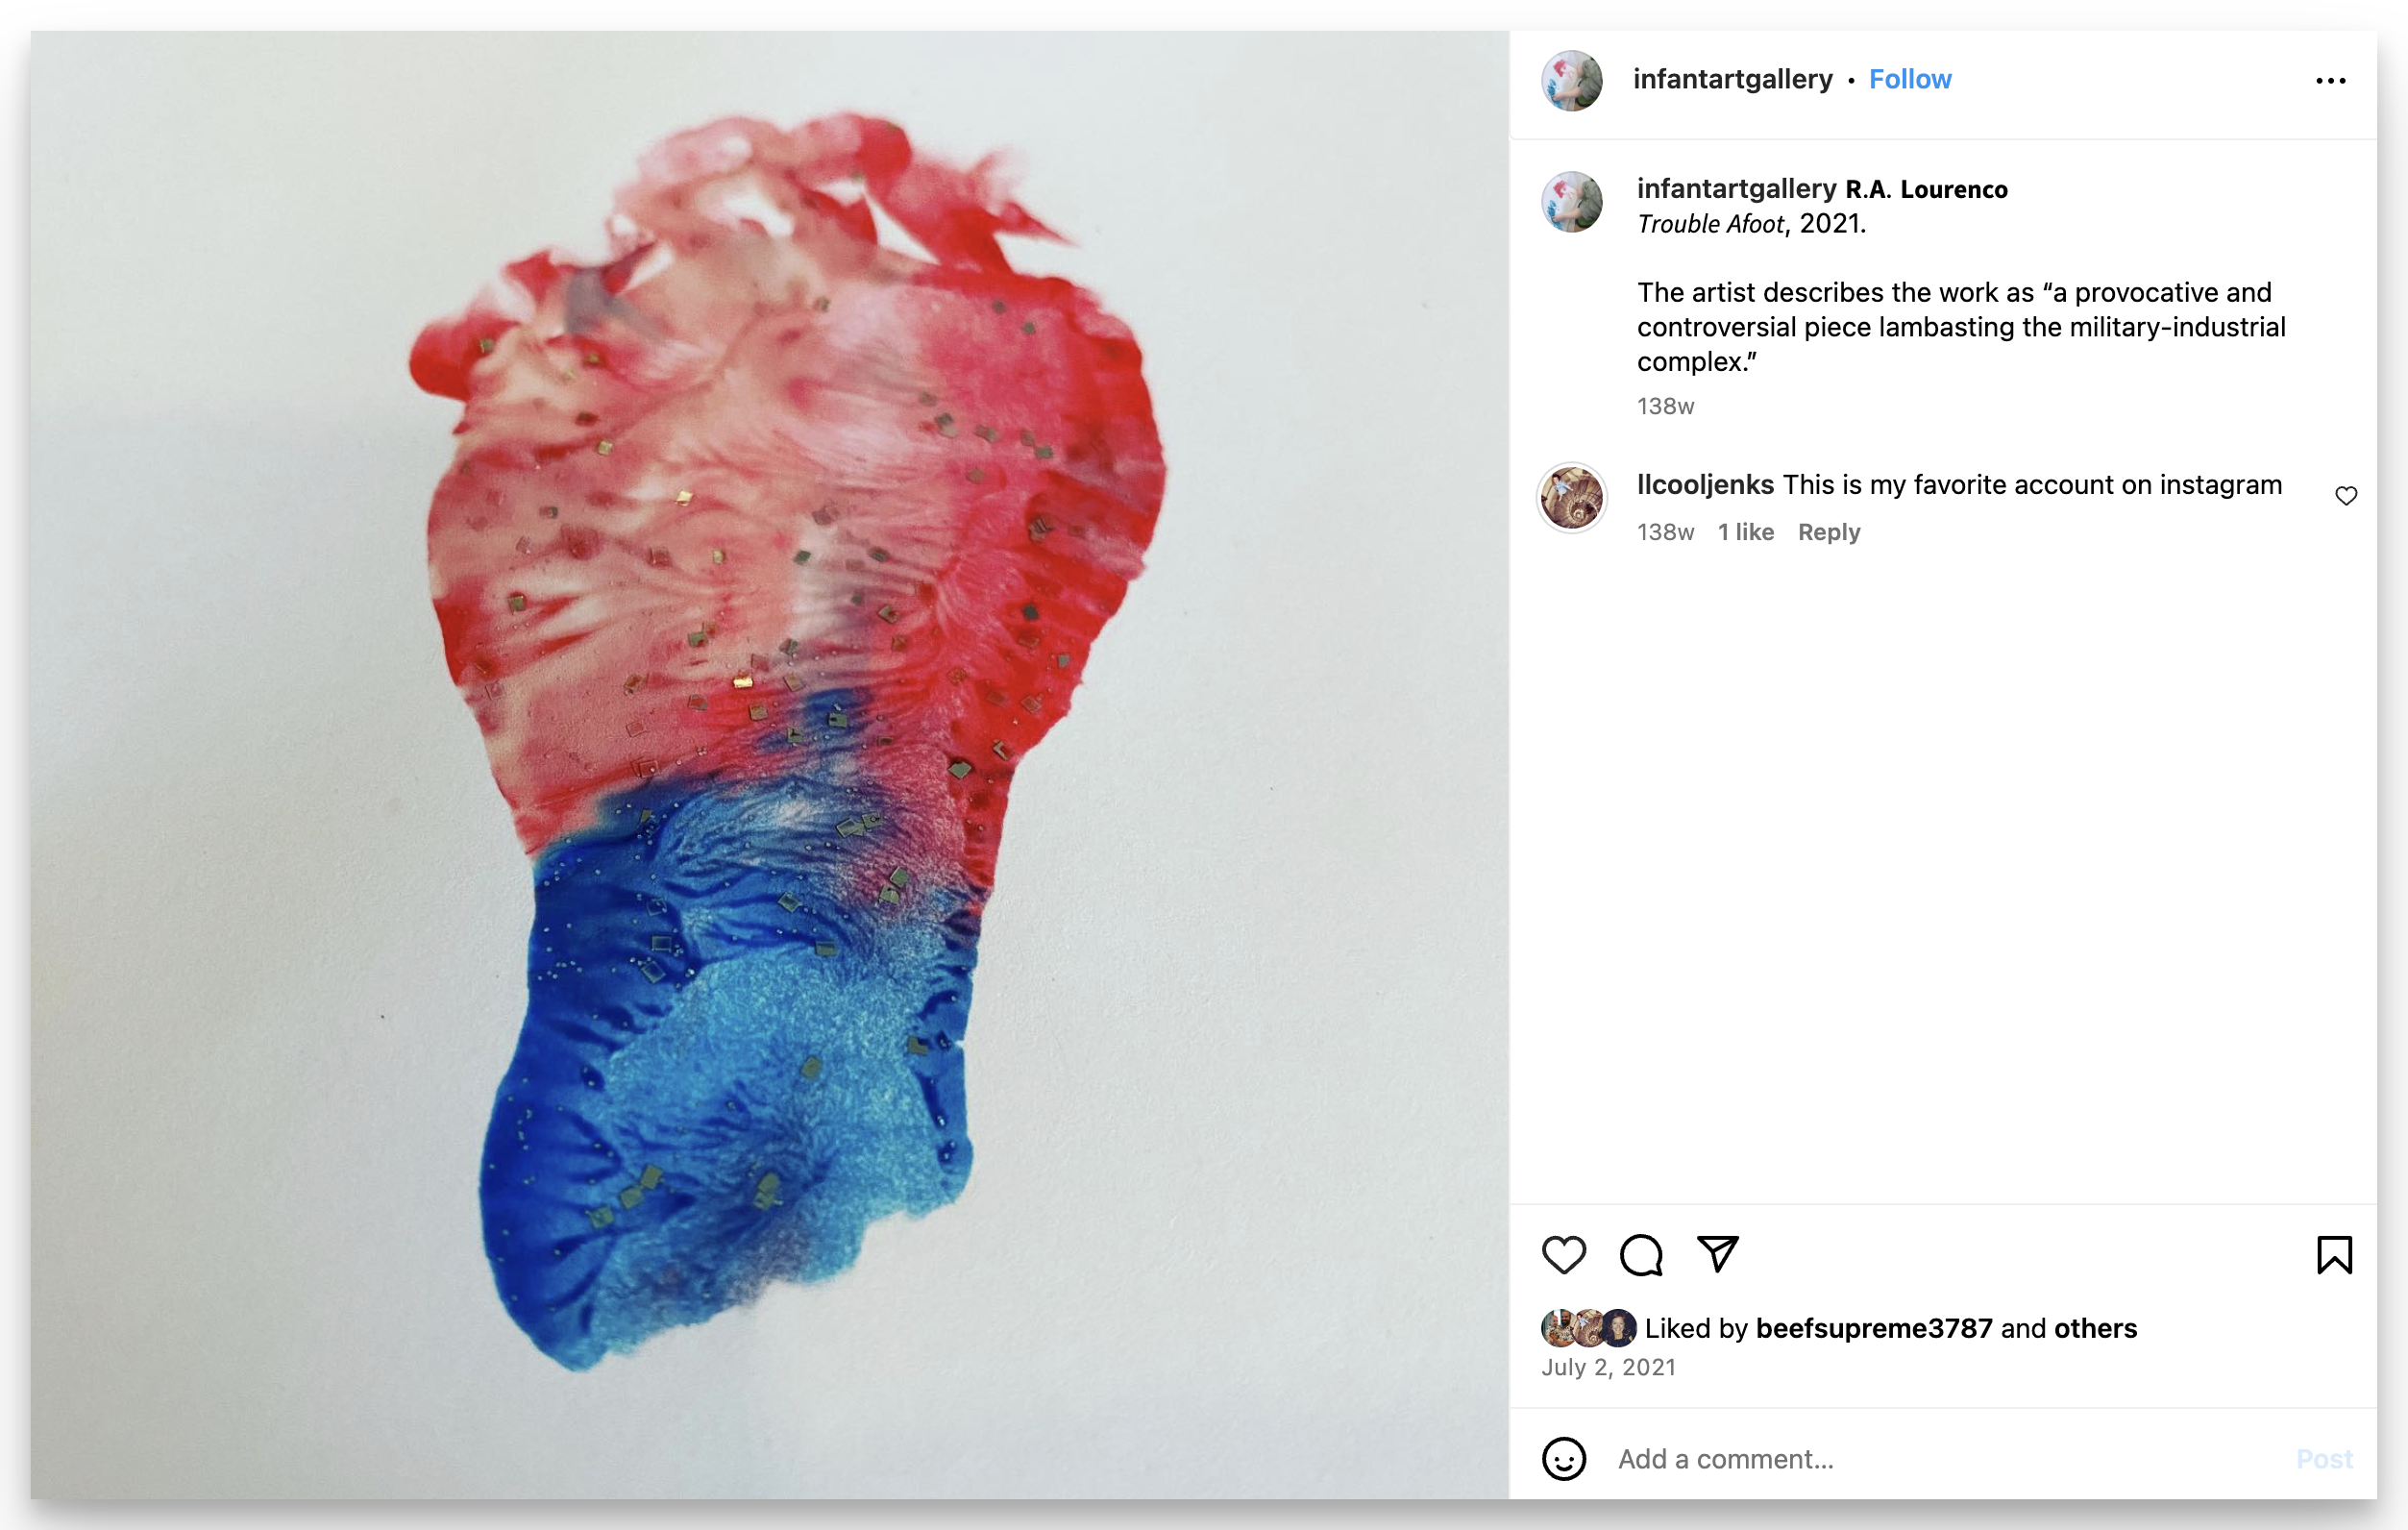 infantartgallery • Follow
infantartgallery R.A. Lourenco
Trouble Afoot, 2021.
The artist describes the work as “a provocative and
controversial piece lambasting the military-industrial
complex.”
138w
llcooljenks This is my favorite account on instagram
138w 1 like Reply
Liked by beefsupreme3787 and others
July 2, 2021
Add a comment... Post